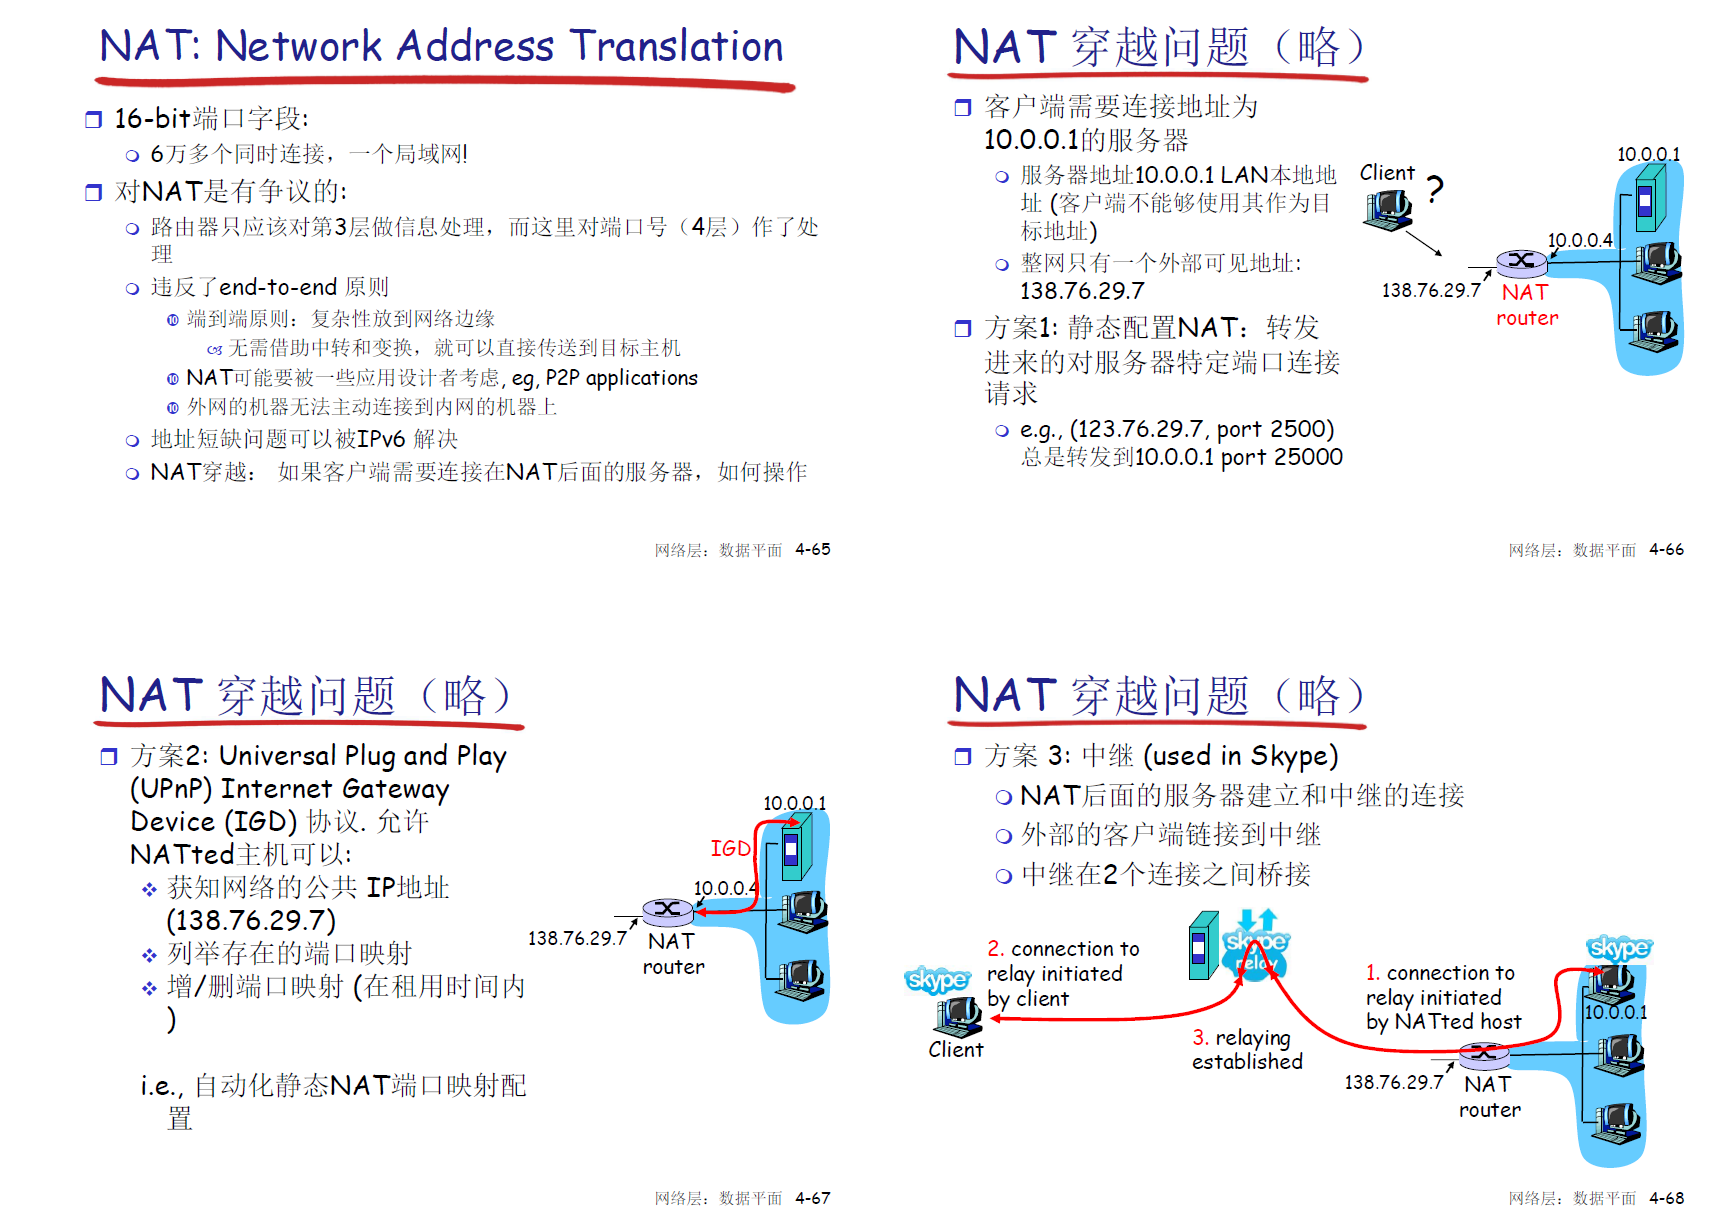 NAT: Network Address Translation
16-bit端口字段:
6万多个同时连接，一个局域网!
对NAT是有争议的:
路由器只应该对第3层做信息处理，而这里对端口号（4层）作了处
理
违反了end-to-end 原则
端到端原则：复杂性放到网络边缘
无需借助中转和变换，就可以直接传送到目标主机
NAT可能要被一些应用设计者考虑, eg, P2P applications
外网的机器无法主动连接到内网的机器上
地址短缺问题可以被IPv6 解决
NAT穿越： 如果客户端需要连接在NAT后面的服务器，如何操作
网络层：数据平面 4-65
NAT 穿越问题（略）
客户端需要连接地址为
10.0.0.1的服务器
服务器地址10.0.0.1 LAN本地地
址 (客户端不能够使用其作为目
标地址)
整网只有一个外部可见地址:
138.76.29.7
方案1: 静态配置NAT：转发
进来的对服务器特定端口连接
请求
e.g., (123.76.29.7, port 2500)
总是转发到10.0.0.1 port 25000
Client
?
10.0.0.1
10.0.0.4
138.76.29.7
NAT
router
网络层：数据平面 4-66
NAT 穿越问题（略）
方案2: Universal Plug and Play
(UPnP) Internet Gateway
Device (IGD) 协议. 允许
NATted主机可以:
获知网络的公共 IP地址
(138.76.29.7)
列举存在的端口映射
增/删端口映射 (在租用时间内
)
i.e., 自动化静态NAT端口映射配
置
10.0.0.1
IGD
10.0.0.4
138.76.29.7
NAT
router
网络层：数据平面 4-67
NAT 穿越问题（略）
方案 3: 中继 (used in Skype)
NAT后面的服务器建立和中继的连接
外部的客户端链接到中继
中继在2个连接之间桥接
skype
relay
2. connection to
relay initiated
by client
skype
Client
3. relaying
established
1. connection to
relay initiated
by NATted host
skype
10.0.0.1
138.76.29.7
NAT
router
网络层：数据平面 4-68